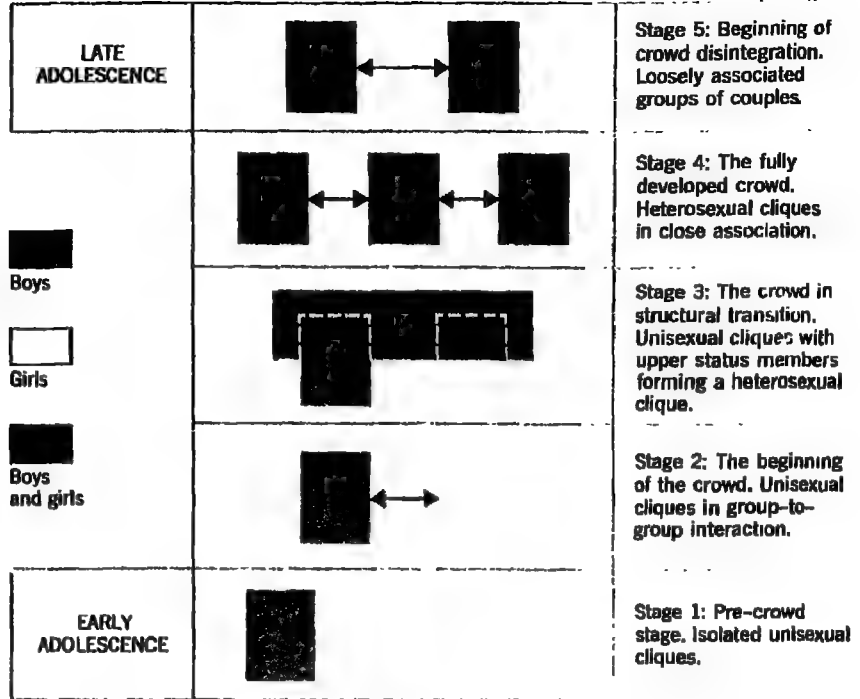 LATE
ADOLESCENCE
Stage 5: Beginning of
crowd disintegration.
Loosely associated
groups of couples.
Stage 4: The fully
developed crowd.
Heterosexual cliques
in close association.
Boys
Girls
Boys
and girls
Stage 3: The crowd in
structural transition.
Unisexual cliques with
upper status members
forming a heterosexual
clique.
Stage 2: The beginning
of the crowd. Unisexual
cliques in group-to-
group interaction.
EARLY
ADOLESCENCE
Stage 1: Pre-crowd
stage. Isolated unisexual
cliques.